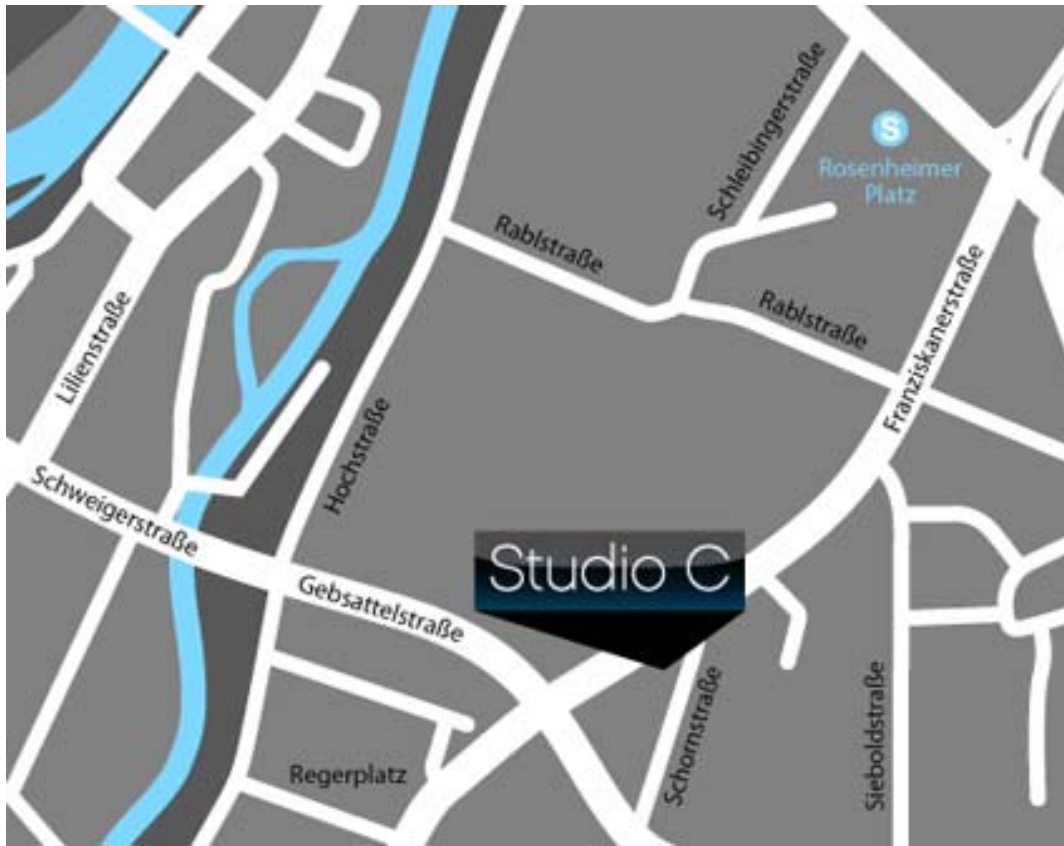 Schleibingerstraße
S
Rosenheimer
Platz
Rablstraße
Rablstraße
Franziskanerstraße
Lilienstraße
Hochstraße
Schweigerstraße
Studio C
Gebsattelstraße
Schornstraße
Sieboldstraße
Regerplatz